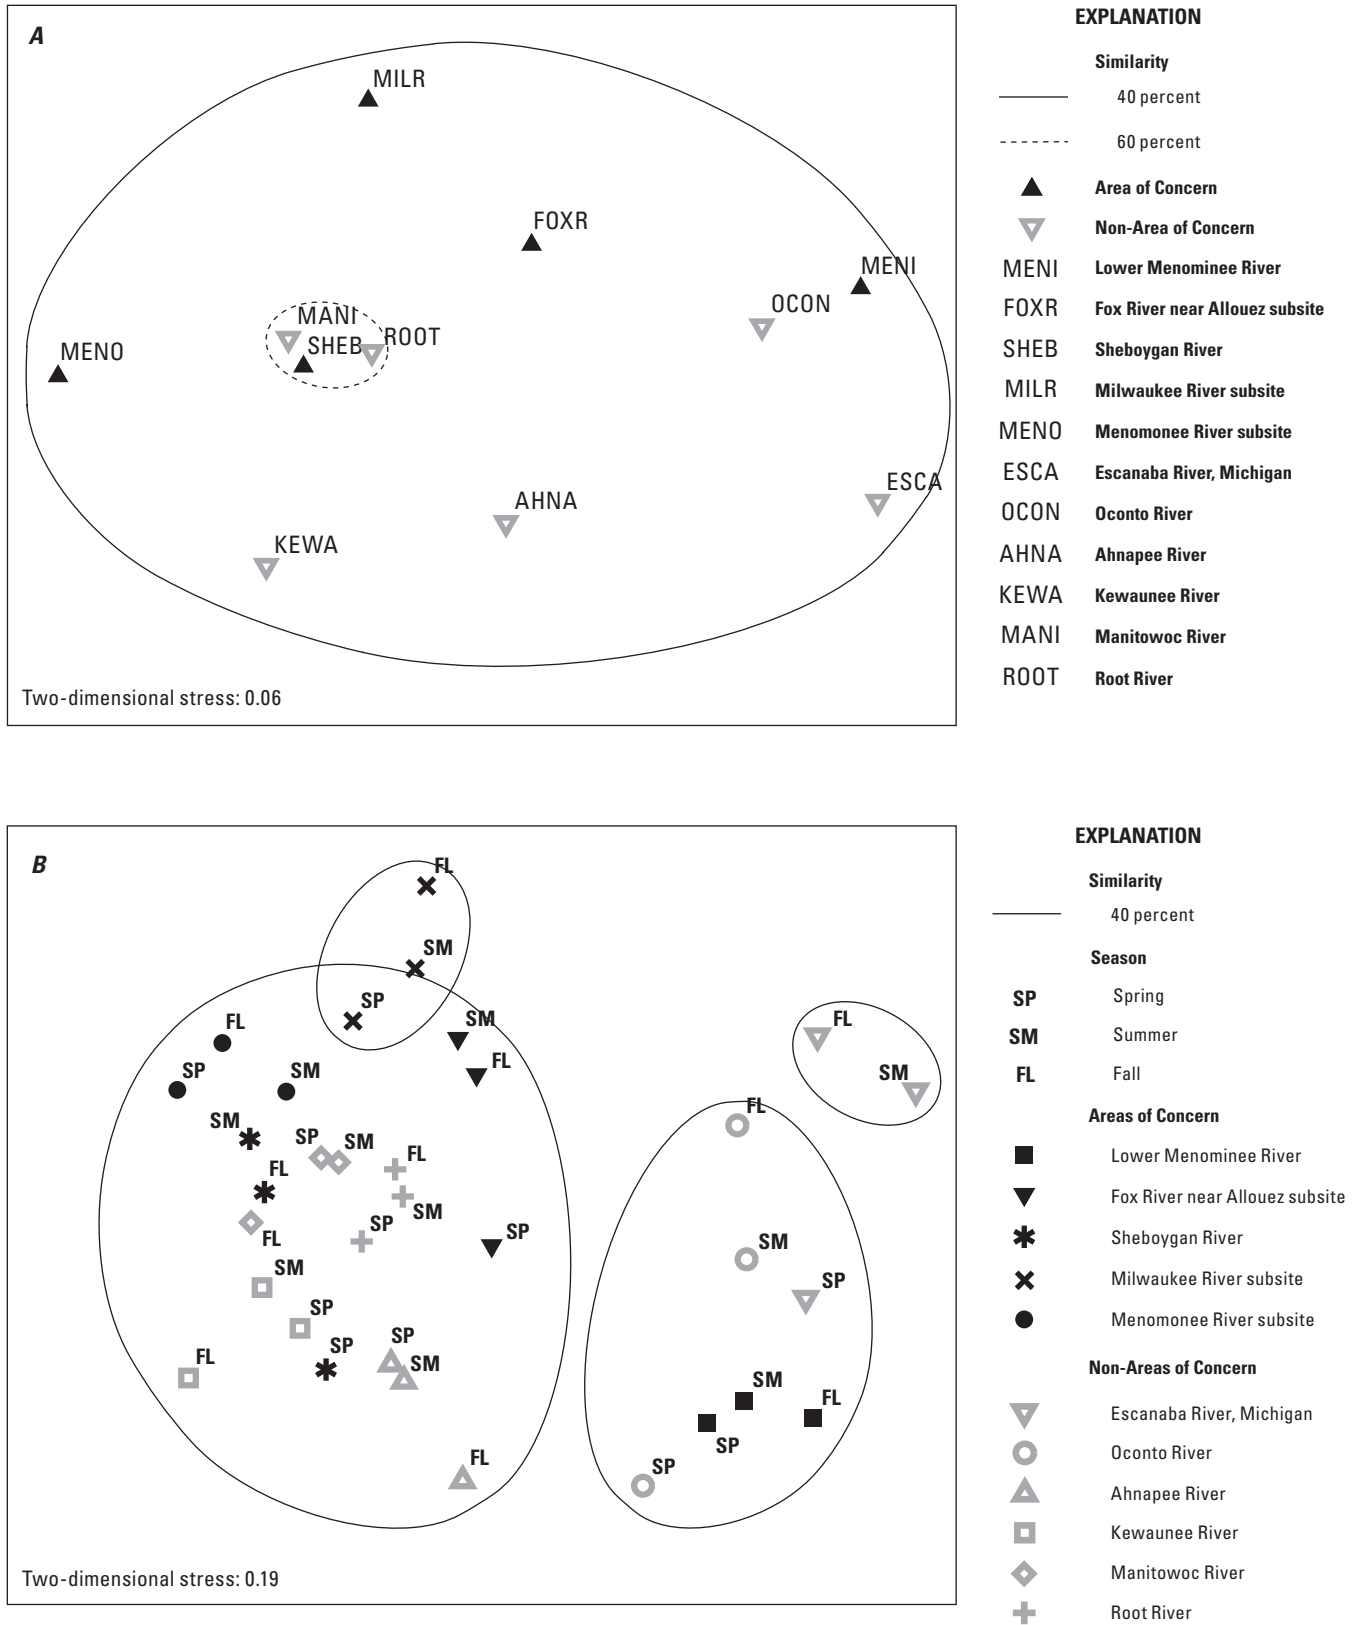 A
MILR
FOXR
MENI
OCON
MANI
ROOT
SHEB
MENO
ESCA
AHNA
KEWA
Two-dimensional stress: 0.06
EXPLANATION
Similarity
40 percent
60 percent
Area of Concern
Non-Area of Concern
MENI Lower Menominee River
FOXR Fox River near Allouez subsite
SHEB Sheboygan River
MILR Milwaukee River subsite
MENO Menomonee River subsite
ESCA Escanaba River, Michigan
OCON Oconto River
AHNA Ahnapee River
KEWA Kewaunee River
MANI Manitowoc River
ROOT Root River
B
FL
SM
SP
SM
FL
FL
SP
SM
SM
SP
SM
FL
FL
SM
SP
FL
SP
SM
SP
SP
SP
SM
FL
FL
FL
SM
FL
SM
SP
SM
FL
SP
SP
Two-dimensional stress: 0.19
EXPLANATION
Similarity
40 percent
Season
SP Spring
SM Summer
FL Fall
Areas of Concern
Lower Menominee River
Fox River near Allouez subsite
Sheboygan River
Milwaukee River subsite
Menomonee River subsite
Non-Areas of Concern
Escanaba River, Michigan
Oconto River
Ahnapee River
Kewaunee River
Manitowoc River
Root River